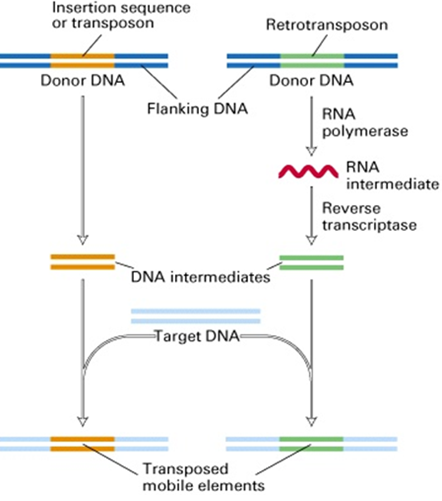 Insertion sequence
or transposon
Retrotransposon
Donor DNA
Donor DNA
Flanking DNA
RNA
polymerase
RNA
intermediate
Reverse
transcriptase
DNA intermediates
Target DNA
Transposed
mobile elements